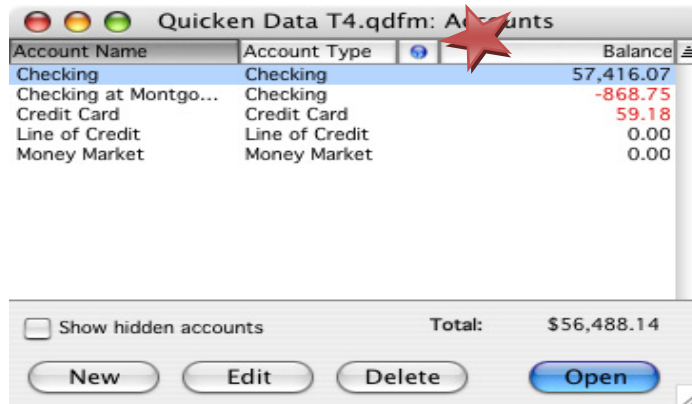 Quicken Data T4.qdfm: Accounts
Account Name Account Type Balance
Checking Checking 57,416.07
Checking at Montgo... Checking -868.75
Credit Card Credit Card 59.18
Line of Credit Line of Credit 0.00
Money Market Money Market 0.00
Show hidden accounts Total: $56,488.14
New Edit Delete Open